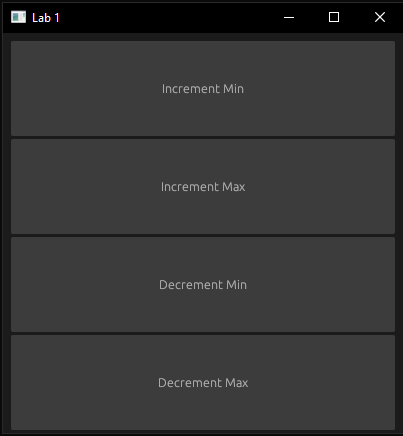 Lab 1
Increment Min
Increment Max
Decrement Min
Decrement Max